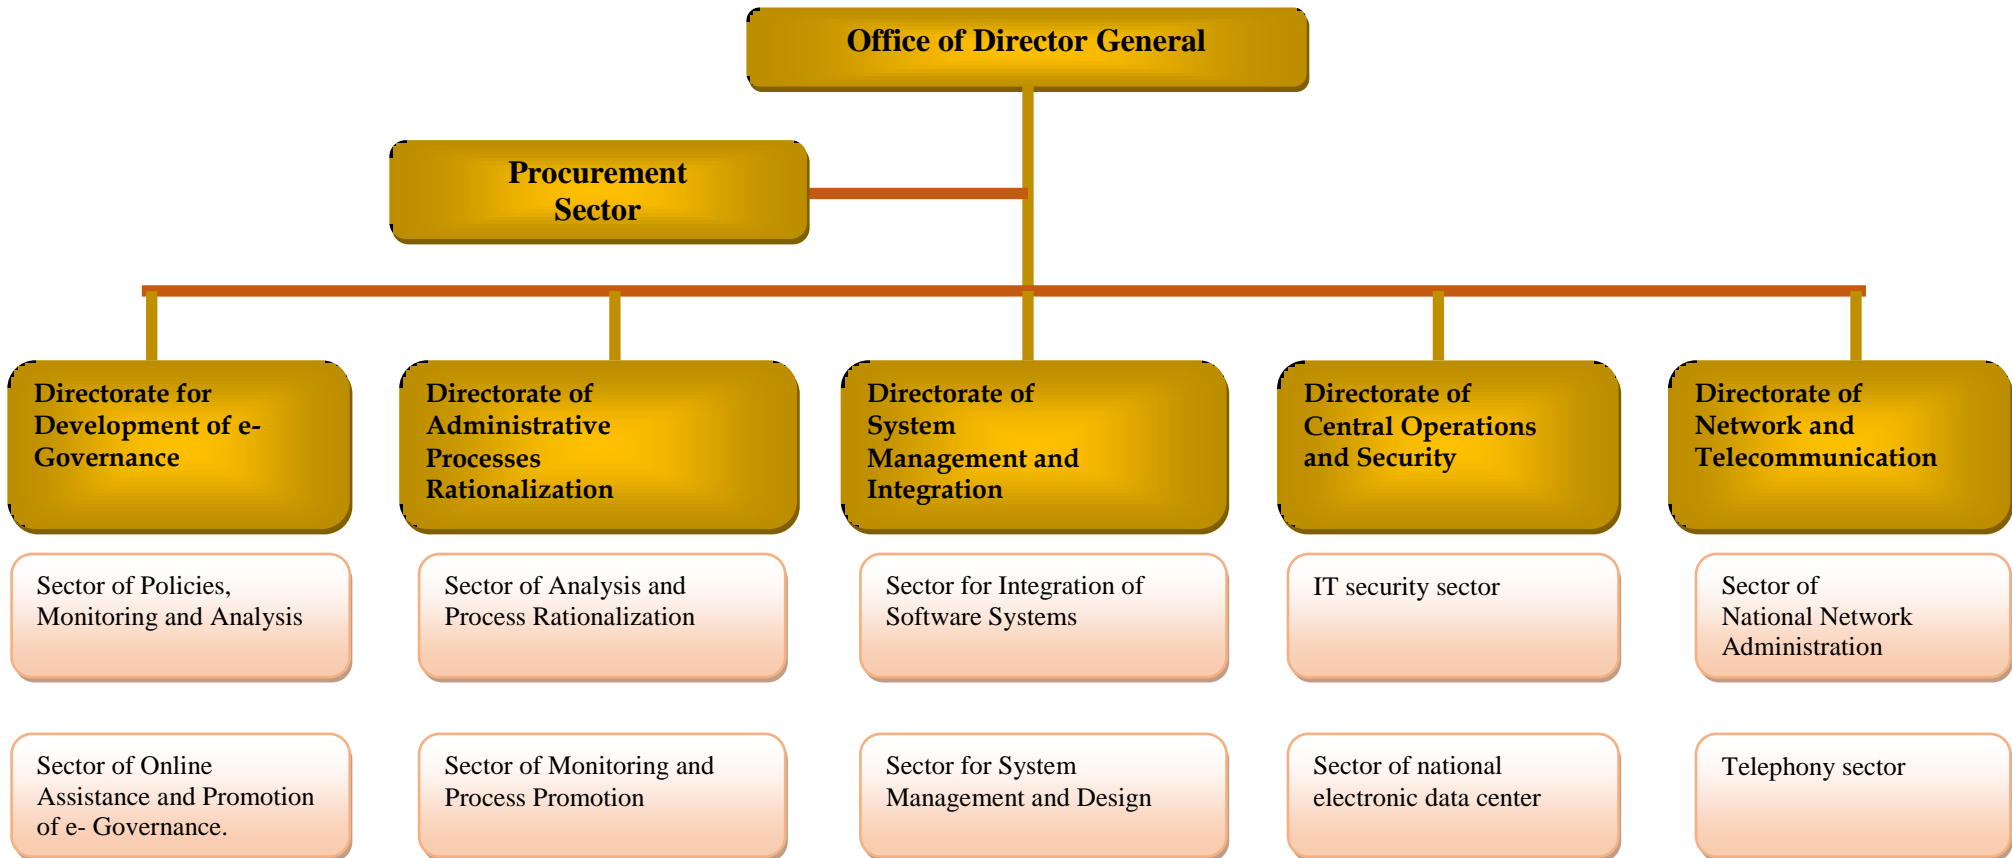 Office of Director General
Procurement
Sector
Directorate for
Development of e-
Governance
Directorate of
Administrative
Processes
Rationalization
Directorate of
System
Management and
Integration
Directorate of
Central Operations
and Security
Directorate of
Network and
Telecommunication
Sector of Policies,
Monitoring and Analysis
Sector of Analysis and
Process Rationalization
Sector for Integration of
Software Systems
IT security sector
Sector of
National Network
Administration
Sector of Online
Assistance and Promotion
of e- Governance.
Sector of Monitoring and
Process Promotion
Sector for System
Management and Design
Sector of national
electronic data center
Telephony sector